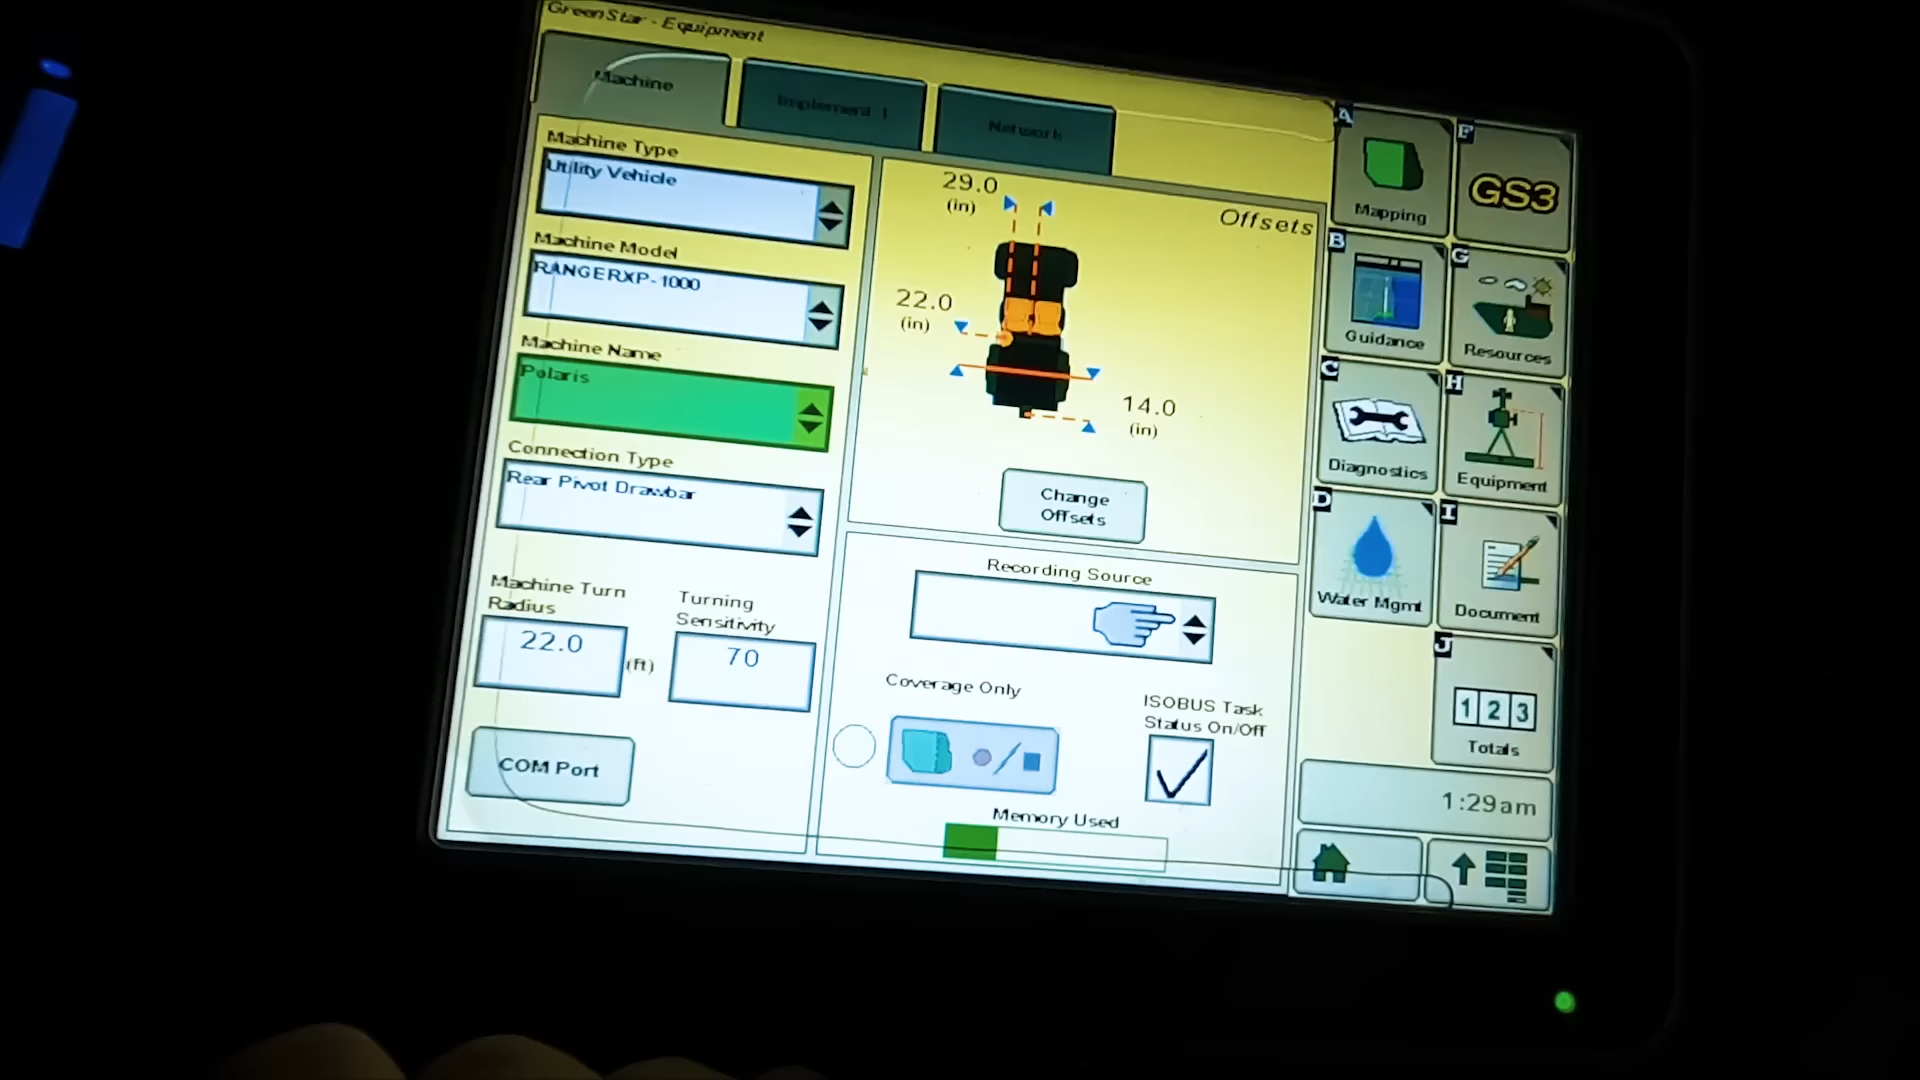 GreenStar - Equipment
Machine
Implement 1
Network
Machine Type
Utility Vehicle
Machine Model
RANGERXP-1000
Machine Name
Polaris
Connection Type
Rear Pivot Drawbar
Machine Turn
Radius
22.0
(ft)
Turning
Sensitivity
70
COM Port
29.0
(in)
Offsets
22.0
(in)
14.0
(in)
Change
Offsets
Recording Source
Coverage Only
ISOBUS Task
Status On/Off
Memory Used
A
Mapping
F
GS3
B
Guidance
G
Resources
C
Diagnostics
H
Equipment
D
Water Mgmt
I
Document
J
1 2 3
Totals
1:29am